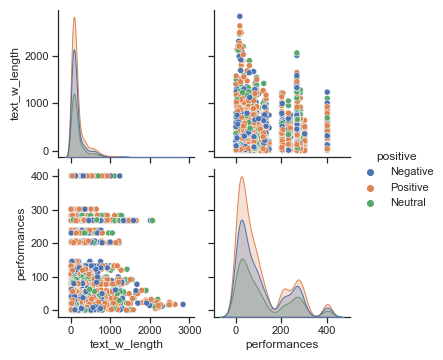 2000
1000
0
text_w_length
400
300
200
100
0
performances
0 1000 2000 3000
text_w_length
0 200 400
performances
positive
Negative
Positive
Neutral